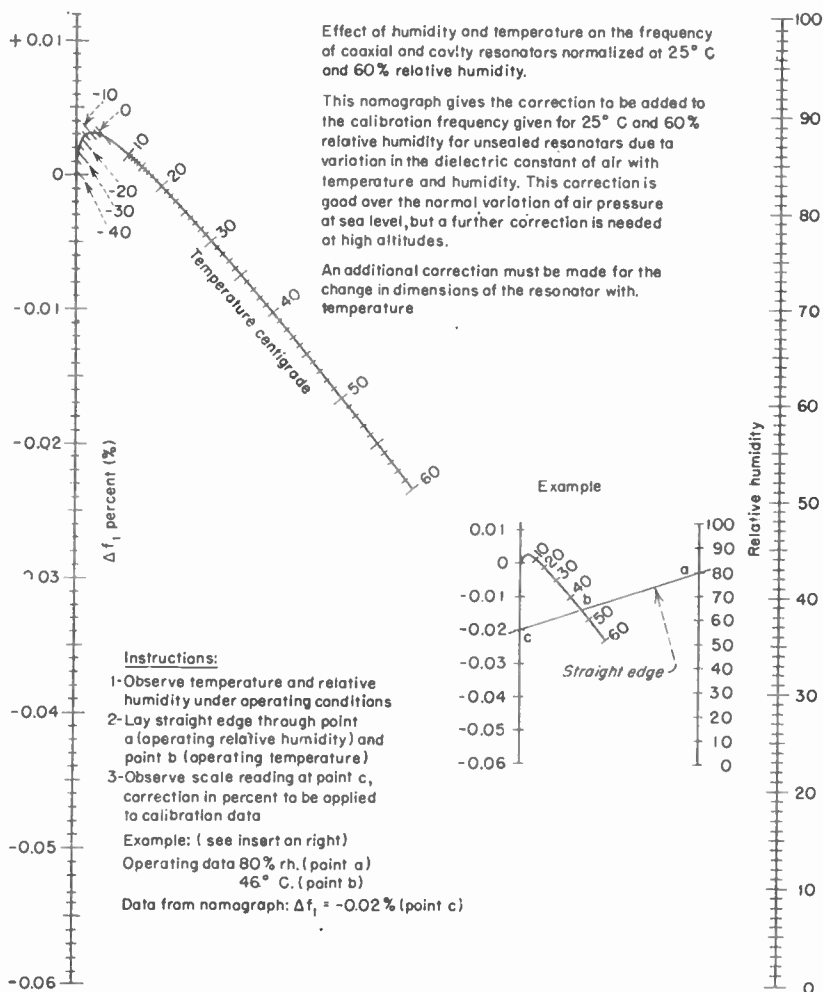 +0.01
0
-0.01
-0.02
03
-0.04
-0.05
-0.06
Δf₁ percent (%)
-10
0
-20
-30
-40
10
20
30
40
50
60
Temperature centigrade
Effect of humidity and temperature on the frequency
of coaxial and cavity resonators normalized at 25° C
and 60% relative humidity.
This nomograph gives the correction to be added to
the calibration frequency given for 25° C and 60%
relative humidity for unsealed resonators due to
variation in the dielectric constant of air with
temperature and humidity. This correction is
good over the normal variation of air pressure
at sea level, but a further correction is needed
at high altitudes.
An additional correction must be made for the
change in dimensions of the resonator with.
temperature
100
90
80
70
60
50
40
30
20
10
0
Relative humidity
Example
0.01
0
-0.01
-0.02
-0.03
-0.04
-0.05
-0.06
10
20
30
40
50
60
a
b
c
Straight edge
100
90
80
70
60
50
40
30
20
10
0
Instructions:
1-Observe temperature and relative
humidity under operating conditions
2-Lay straight edge through point
a (operating relative humidity) and
point b (operating temperature)
3-Observe scale reading at point c,
correction in percent to be applied
to calibration data
Example: ( see insert on right)
Operating data 80% rh. (point a)
46° C. (point b)
Data from nomograph: Δf₁ = -0.02% (point c)